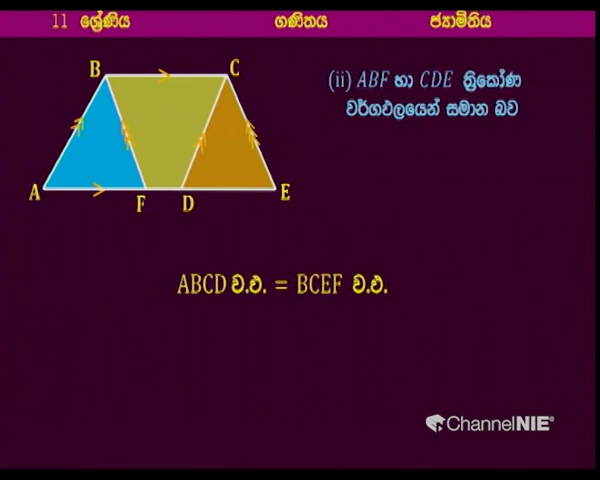 11 ශ්‍රේණිය ගණිතය ජ්‍යාමිතිය
B C
A F D E
(ii) ABF හා CDE ත්‍රිකෝණ
වර්ගඵලයෙන් සමාන බව
ABCD ව.ඵ. = BCEF ව.ඵ.
ChannelNIE®